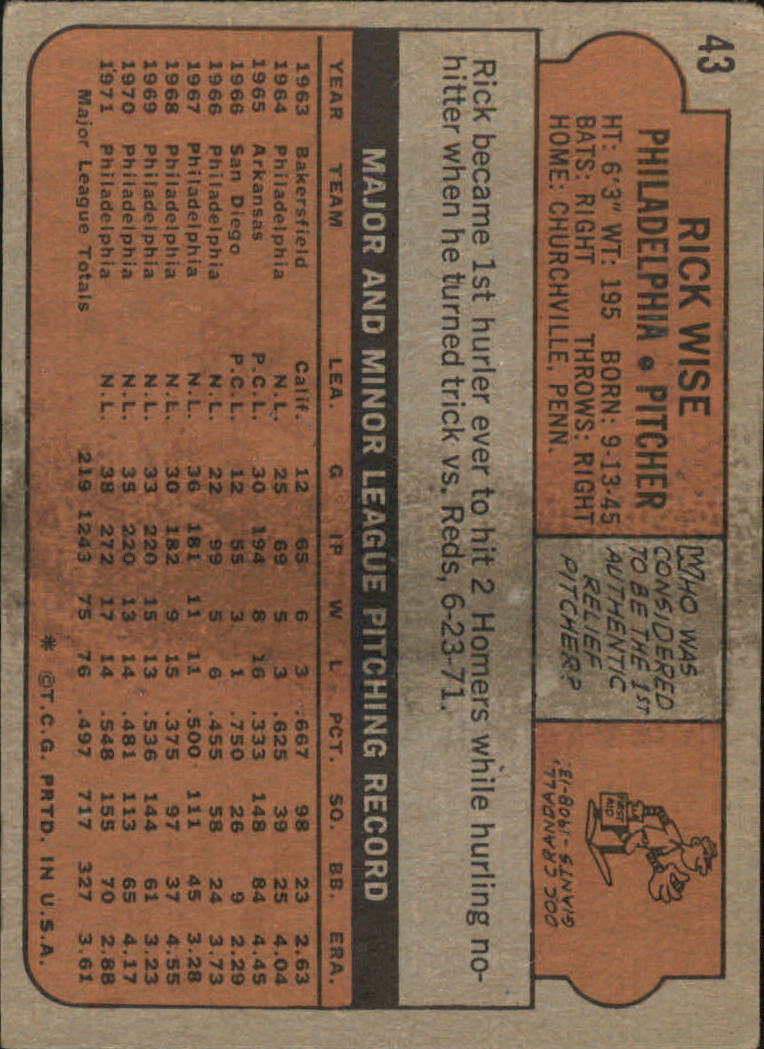 43
RICK WISE
PHILADELPHIA • PITCHER
HT: 6'3" WT: 195 BORN: 9-13-45
BATS: RIGHT THROWS: RIGHT
HOME: CHURCHVILLE, PENN.
WHO WAS
CONSIDERED
TO BE THE 1ST
AUTHENTIC
RELIEF
PITCHER?
FIRST
AID
DOC CRANDALL,
GIANTS-1908-13.
Rick became 1st hurler ever to hit 2 Homers while hurling no-
hitter when he turned trick vs. Reds, 6-23-71.
MAJOR AND MINOR LEAGUE PITCHING RECORD
YEAR TEAM LEA. G IP W L PCT. SO. BB. ERA.
1963 Bakersfield Calif. 12 65 6 3 .667 98 23 2.63
1964 Philadelphia N.L. 25 69 5 3 .625 39 25 4.04
1965 Arkansas P.C.L. 30 194 8 16 .333 148 84 4.45
1966 San Diego P.C.L. 12 55 3 1 .750 26 9 2.29
1966 Philadelphia N.L. 22 99 5 6 .455 58 24 3.73
1967 Philadelphia N.L. 36 181 11 11 .500 111 45 3.28
1968 Philadelphia N.L. 30 182 9 15 .375 97 37 4.55
1969 Philadelphia N.L. 33 220 15 13 .536 144 61 3.23
1970 Philadelphia N.L. 35 220 13 14 .481 113 65 4.17
1971 Philadelphia N.L. 38 272 17 14 .548 155 70 2.88
Major League Totals 219 1243 75 76 .497 717 327 3.61
* ©T.C.G. PRTD. IN U.S.A.